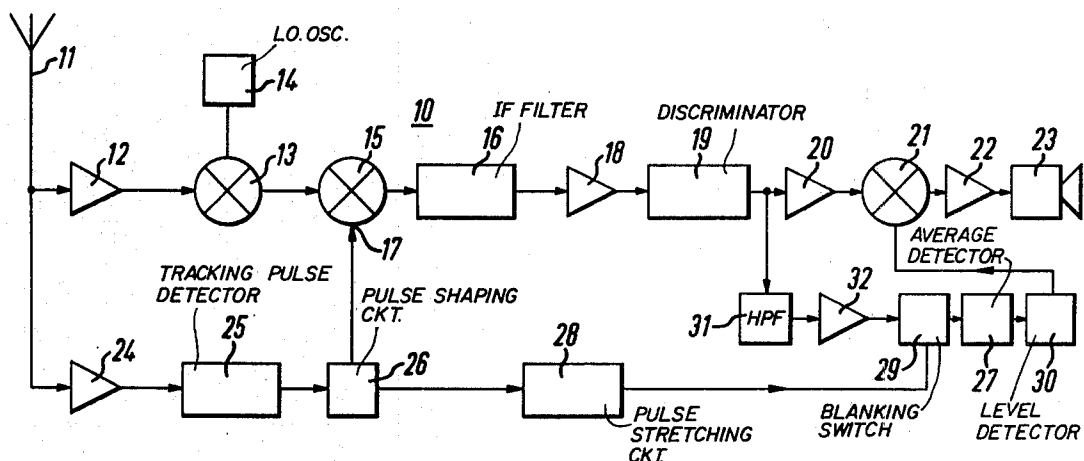 LO. OSC.
11
14
10
IF FILTER
DISCRIMINATOR
12
13
15
16
18
19
20
21
22
23
17
AVERAGE
DETECTOR
TRACKING PULSE
DETECTOR
PULSE SHAPING
CKT.
31
HPF
32
24
25
26
28
29
27
30
PULSE
STRETCHING
CKT.
BLANKING
SWITCH
LEVEL
DETECTOR